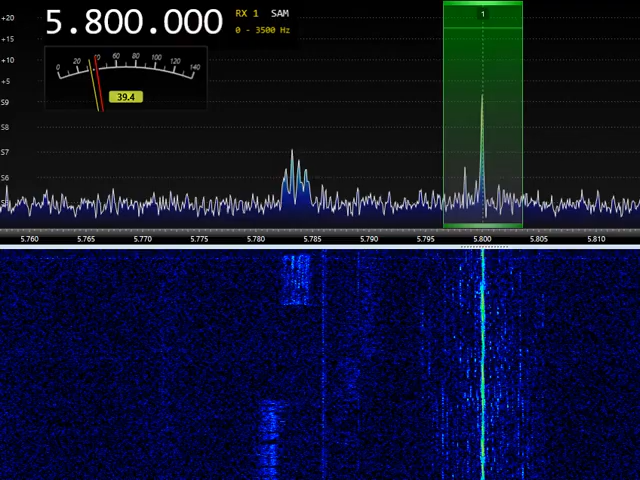 5.800.000
RX 1 SAM
0 - 3500 Hz
+20
+15
+10
+5
S9
S8
S7
S6
0 20 60 80 100 120 140
39.4
1
5.760 5.765 5.770 5.775 5.780 5.785 5.790 5.795 5.800 5.805 5.810